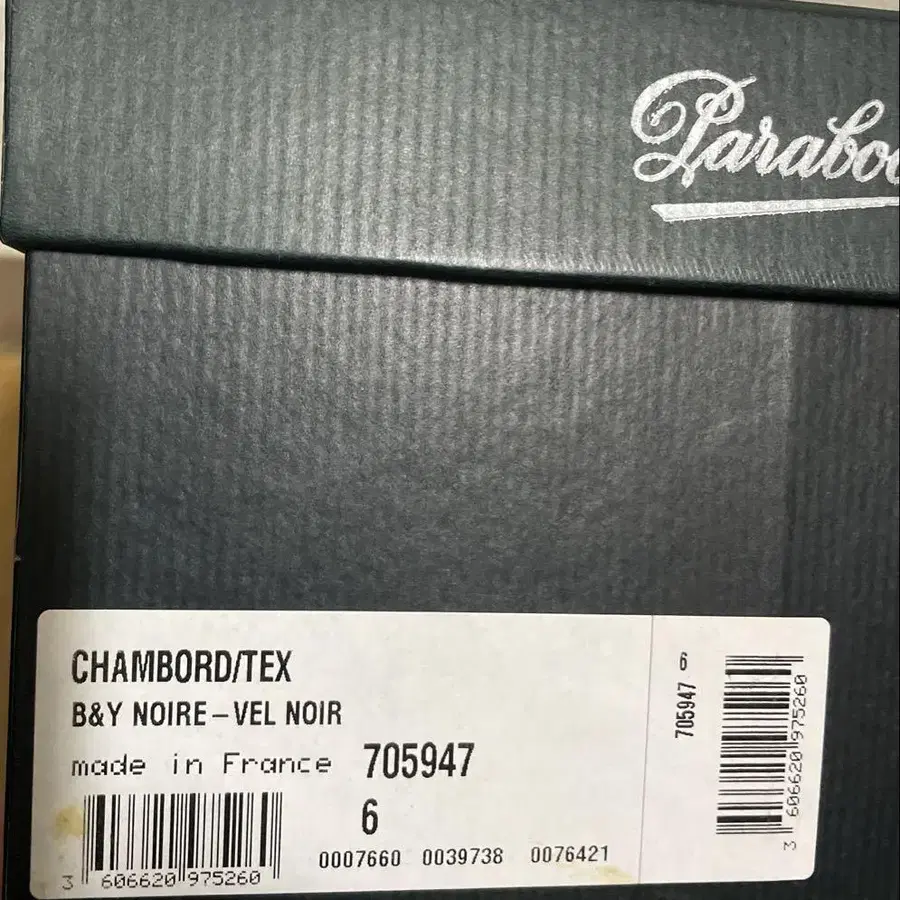 Paraboo
CHAMBORD/TEX
B&Y NOIRE – VEL NOIR
made in France 705947
6
0007660 0039738 0076421
3 606620 975260
6
705947
3 606620 975260